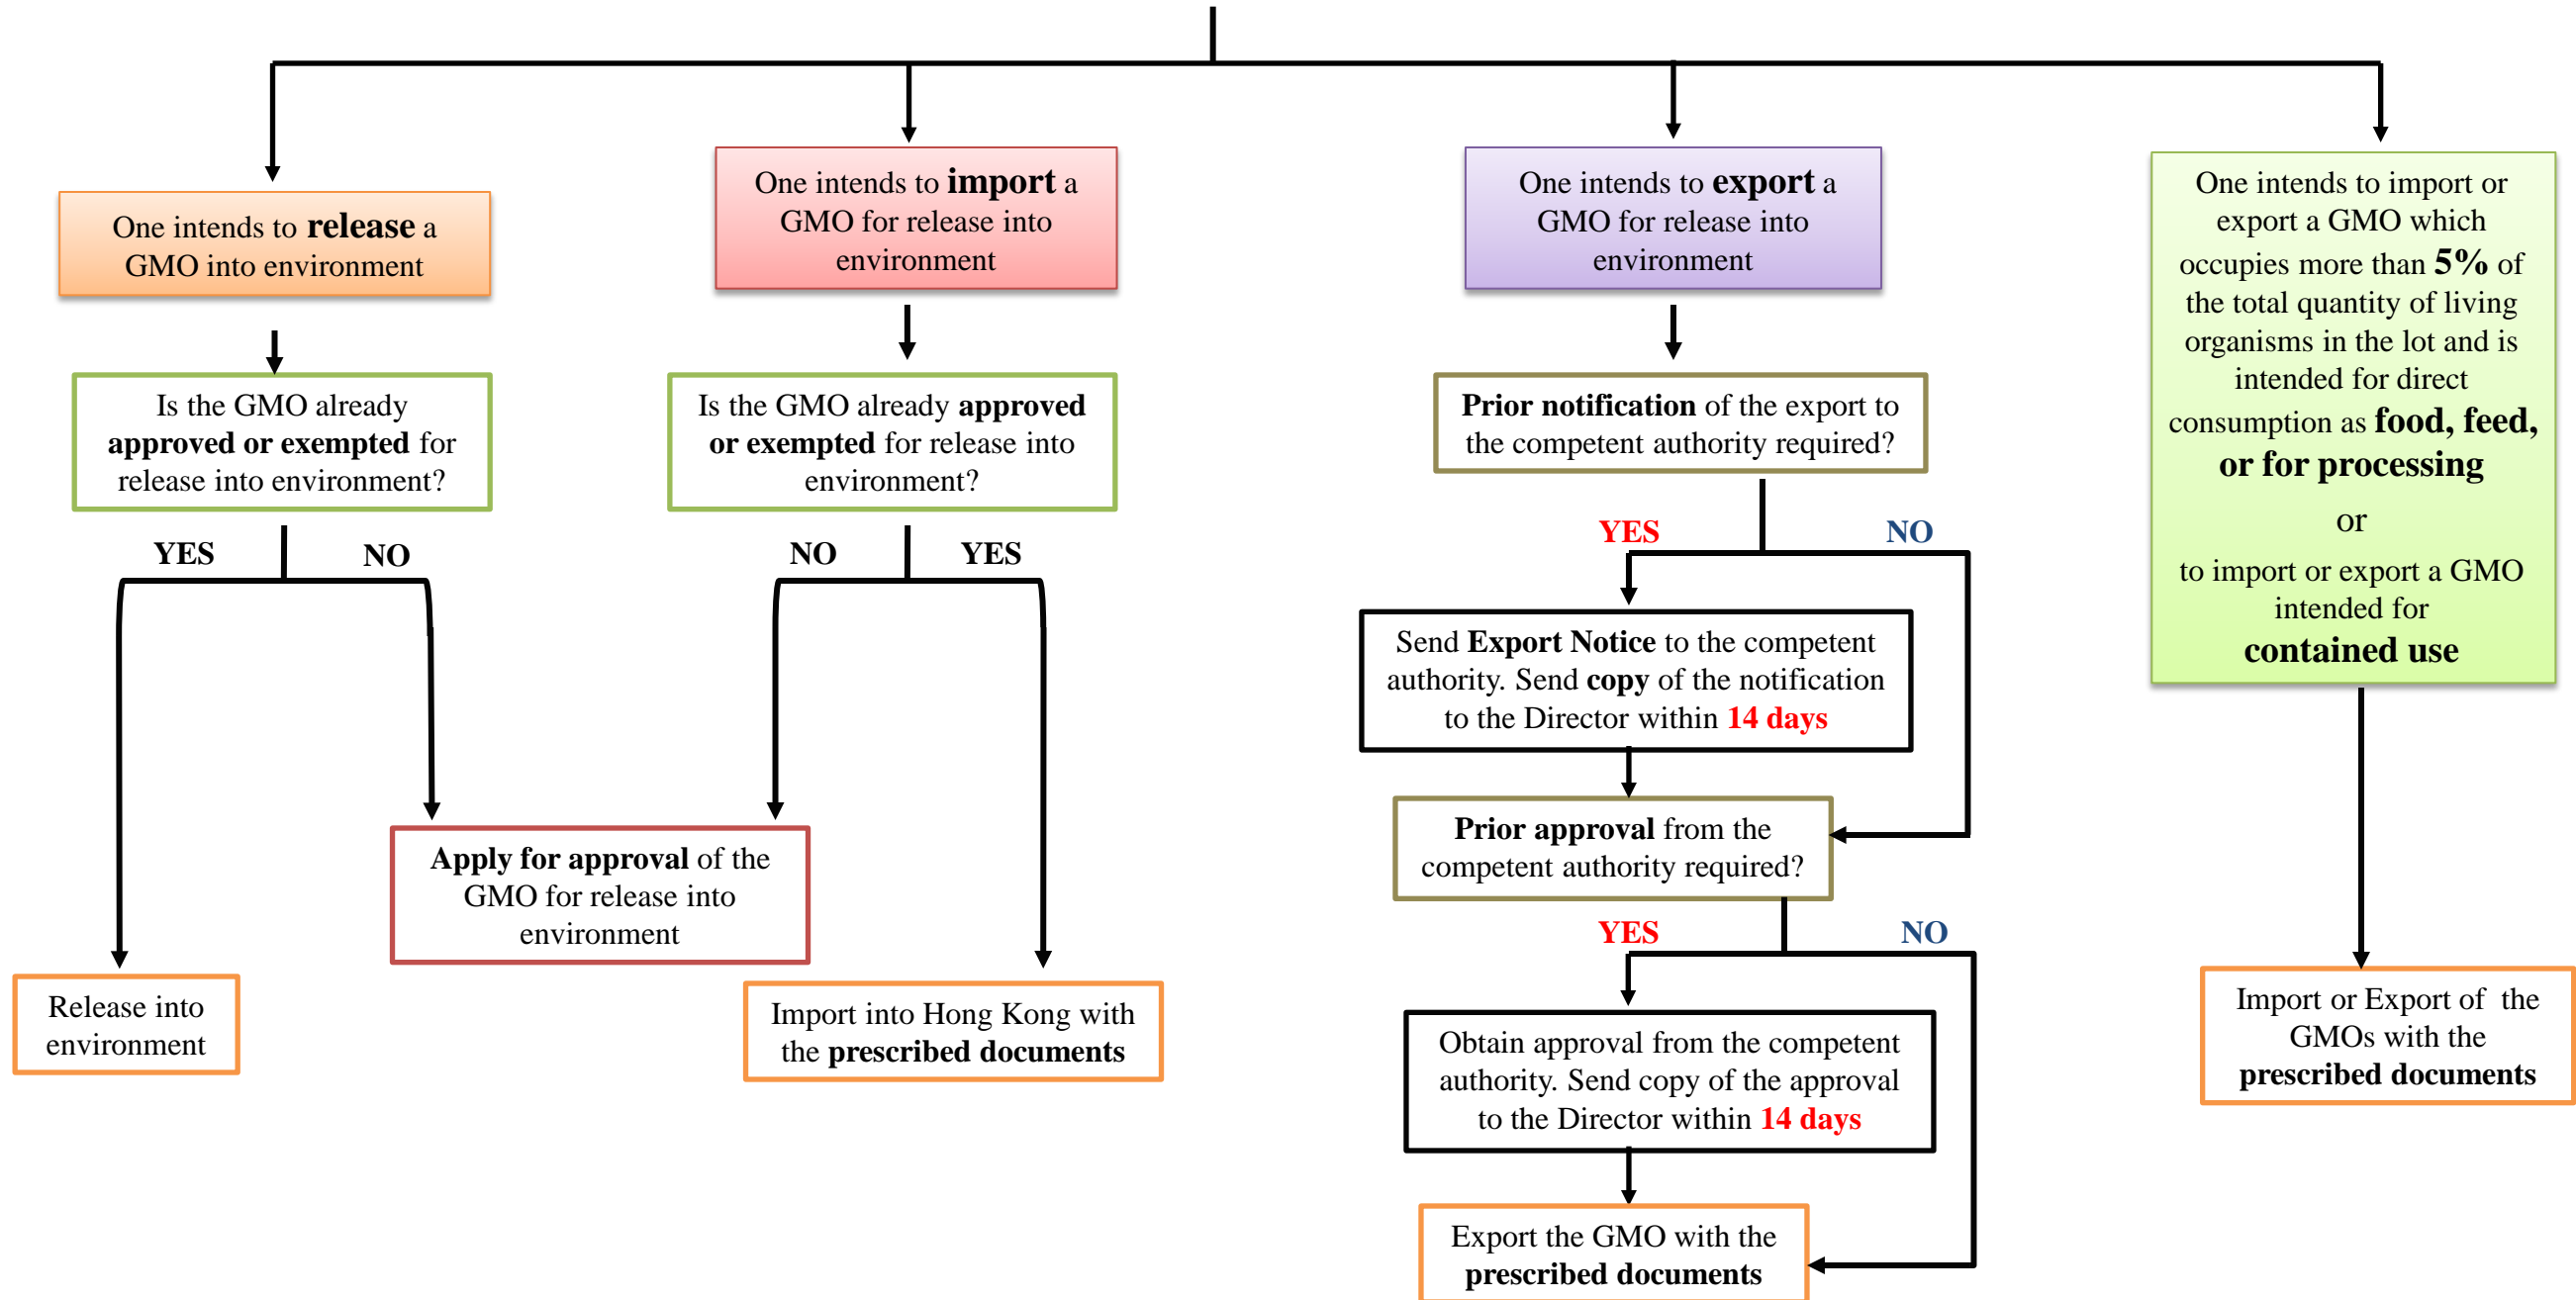 One intends to release a
GMO into environment
Is the GMO already
approved or exempted for
release into environment?
YES
NO
Release into
environment
One intends to import a
GMO for release into
environment
Is the GMO already approved
or exempted for release into
environment?
NO
YES
Apply for approval of the
GMO for release into
environment
Import into Hong Kong with
the prescribed documents
One intends to export a
GMO for release into
environment
Prior notification of the export to
the competent authority required?
YES
NO
Send Export Notice to the competent
authority. Send copy of the notification
to the Director within 14 days
Prior approval from the
competent authority required?
YES
NO
Obtain approval from the competent
authority. Send copy of the approval
to the Director within 14 days
Export the GMO with the
prescribed documents
One intends to import or
export a GMO which
occupies more than 5% of
the total quantity of living
organisms in the lot and is
intended for direct
consumption as food, feed,
or for processing
or
to import or export a GMO
intended for
contained use
Import or Export of the
GMOs with the
prescribed documents